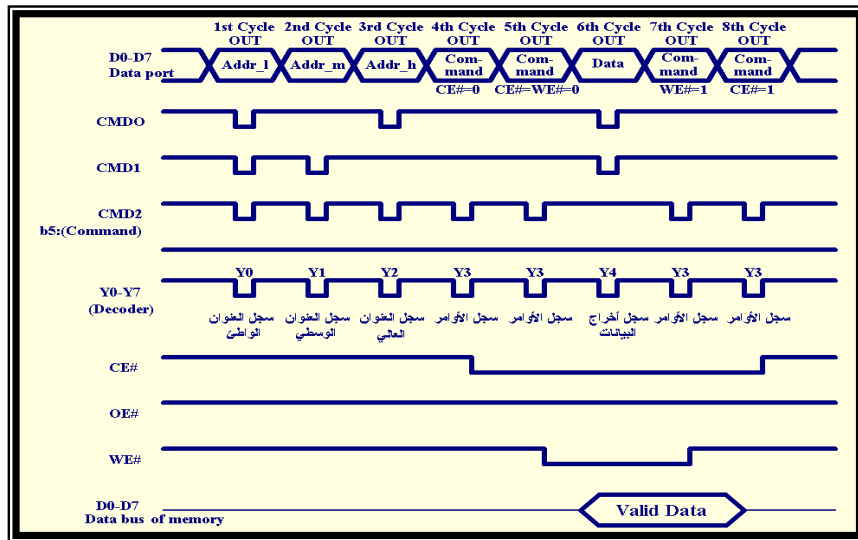 1st Cycle 2nd Cycle 3rd Cycle 4th Cycle 5th Cycle 6th Cycle 7th Cycle 8th Cycle
OUT OUT OUT OUT OUT OUT OUT OUT
D0-D7
Data port
Addr_l Addr_m Addr_h Com-mand Com-mand Data Com-mand Com-mand
CE#=0 CE#=WE#=0 WE#=1 CE#=1
CMDO
CMD1
CMD2
b5:(Command)
Y0-Y7
(Decoder)
Y0 Y1 Y2 Y3 Y3 Y4 Y3 Y3
سجل العنوان الواطئ
سجل العنوان الوسطي
سجل العنوان العالي
سجل الأوامر
سجل الأوامر
سجل أخراج البيانات
سجل الأوامر
سجل الأوامر
CE#
OE#
WE#
D0-D7
Data bus of memory
Valid Data